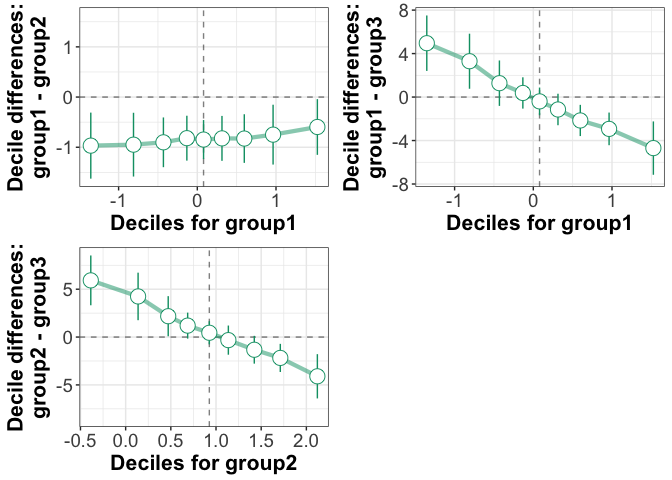 Decile differences:
group1 - group2
1
0
-1
-1
0
1
Deciles for group1
Decile differences:
group1 - group3
8
4
0
-4
-8
-1
0
1
Deciles for group1
Decile differences:
group2 - group3
5
0
-5
-0.5
0.0
0.5
1.0
1.5
2.0
Deciles for group2